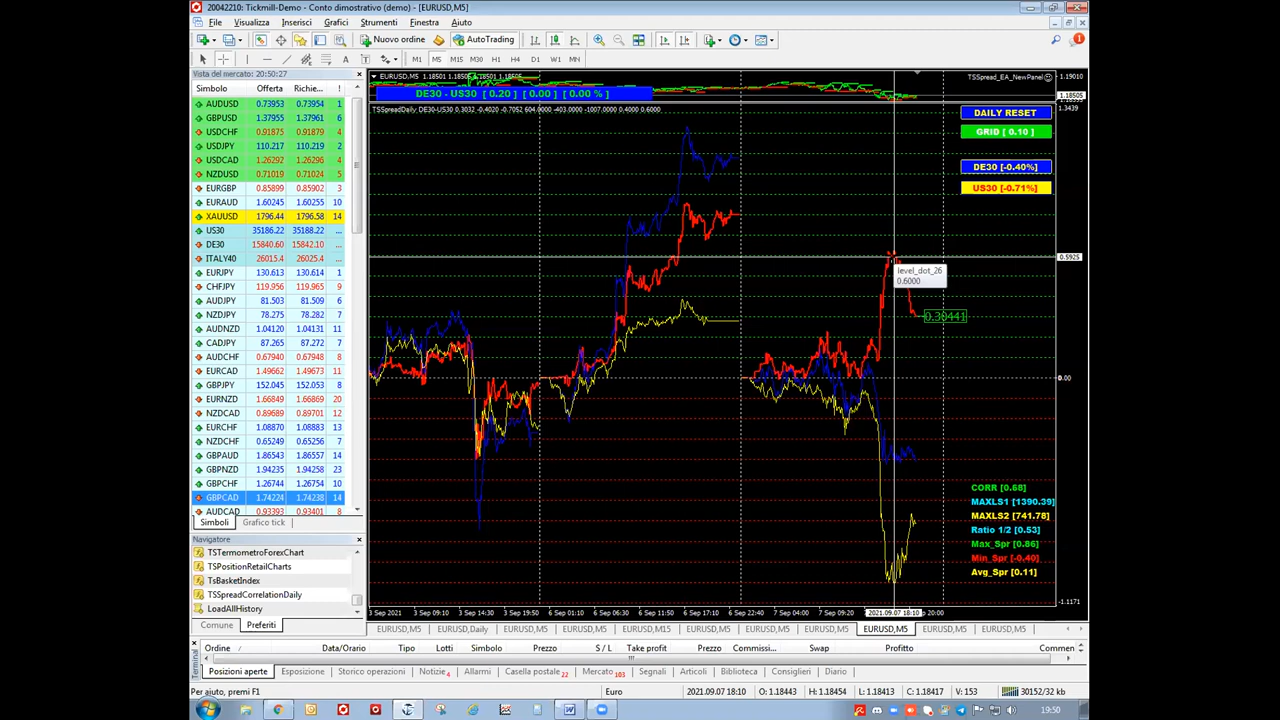 20042210: Tickmill-Demo - Conto dimostrativo (demo) - [EURUSD,M5]
File Visualizza Inserisci Grafici Strumenti Finestra Aiuto
Nuovo ordine AutoTrading
M1 M5 M15 M30 H1 H4 D1 W1 MN
Vista del mercato: 20:50:27
Simbolo Offerta Richie... !
AUDUSD 0.73953 0.73954 1
GBPUSD 1.37955 1.37961 6
USDCHF 0.91875 0.91879 4
USDJPY 110.217 110.219 2
USDCAD 1.26292 1.26296 4
NZDUSD 0.71019 0.71024 5
EURGBP 0.85899 0.85902 3
EURAUD 1.60245 1.60255 10
XAUUSD 1796.44 1796.58 14
US30 35186.22 35188.22 ...
DE30 15840.60 15842.10 ...
ITALY40 26015.4 26025.4 ...
EURJPY 130.613 130.614 1
CHFJPY 119.956 119.965 9
AUDJPY 81.503 81.509 6
NZDJPY 78.275 78.282 7
AUDNZD 1.04120 1.04131 11
CADJPY 87.265 87.272 7
AUDCHF 0.67940 0.67948 8
EURCAD 1.49662 1.49673 11
GBPJPY 152.045 152.053 8
EURNZD 1.66849 1.66869 20
NZDCAD 0.89689 0.89701 12
EURCHF 1.08870 1.08883 13
NZDCHF 0.65249 0.65256 7
GBPAUD 1.86543 1.86557 14
GBPNZD 1.94235 1.94258 23
GBPCHF 1.26744 1.26758 14
GBPCAD 1.74224 1.74238 14
AUDCAD 0.93393 0.93401 8
Simboli Grafico tick
Navigatore
TSTermometroForexChart
TSPositionRetailCharts
TsBasketIndex
TSSpreadCorrelationDaily
LoadAllHistory
Comune Preferiti
EURUSD,M5 1.18501 1.18505 1.18501 1.18505
TSSpread_EA_NewPanel
DE30 - US30 [ 0.20 ] [ 0.00 ] [ 0.00 % ]
1.19010
1.18505
TSSpreadDaily DE30-US30 0.3032 -0.4020 -0.7052 604.0000 -403.0000 -1007.0000 0.4000 0.6000
1.3439
DAILY RESET
GRID [ 0.10 ]
DE30 [-0.40%]
US30 [-0.71%]
0.5925
level_dot_26
0.6000
0.30441
0.00
CORR [0.68]
MAXLS1 [1390.39]
MAXLS2 [741.78]
Ratio 1/2 [0.53]
Max_Spr [0.86]
Min_Spr [-0.40]
Avg_Spr [0.11]
-1.1171
3 Sep 2021 3 Sep 09:10 3 Sep 14:30 3 Sep 19:50 6 Sep 01:10 6 Sep 06:30 6 Sep 11:50 6 Sep 17:10 6 Sep 22:40 7 Sep 04:00 7 Sep 09:20 2021.09.07 18:10 20:00
EURUSD,M5 EURUSD,Daily EURUSD,M5 EURUSD,M5 EURUSD,M15 EURUSD,M5 EURUSD,M5 EURUSD,M5 EURUSD,M5 EURUSD,M5 EURUSD,M5
Ordine / Data/Orario Tipo Lotti Simbolo Prezzo S / L Take profit Prezzo Commissi... Swap Profitto Commen
Terminal
Posizioni aperte Esposizione Storico operazioni Notizie 4 Allarmi Casella postale 22 Mercato 103 Segnali Articoli Biblioteca Consiglieri Diario
Per aiuto, premi F1 Euro 2021.09.07 18:10 O: 1.18443 H: 1.18454 L: 1.18413 C: 1.18417 V: 153 30152/32 kb
19:50